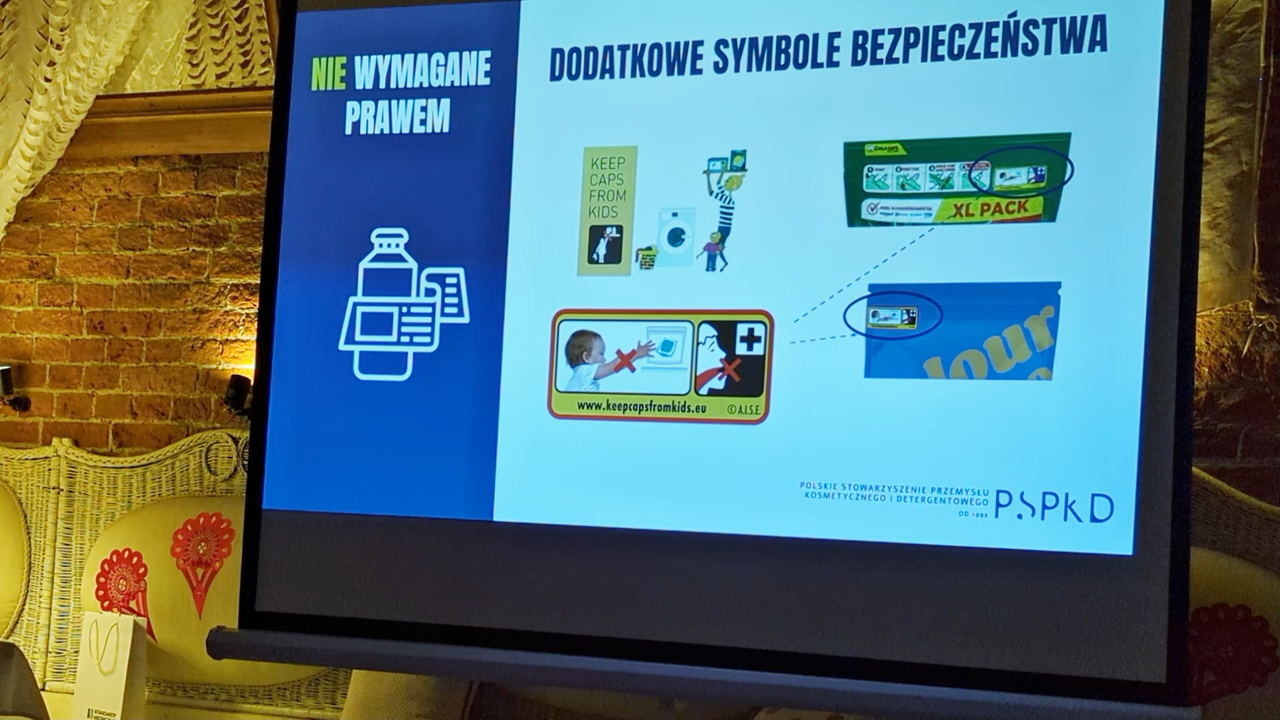 NIE WYMAGANE
PRAWEM
DODATKOWE SYMBOLE BEZPIECZEŃSTWA
KEEP
CAPS
FROM
KIDS
XL PACK
www.keepcapsfromkids.eu
© A.I.S.E.
lour
POLSKIE STOWARZYSZENIE PRZEMYSŁU
KOSMETYCZNEGO I DETERGENTOWEGO
OD 1992
PSPKD